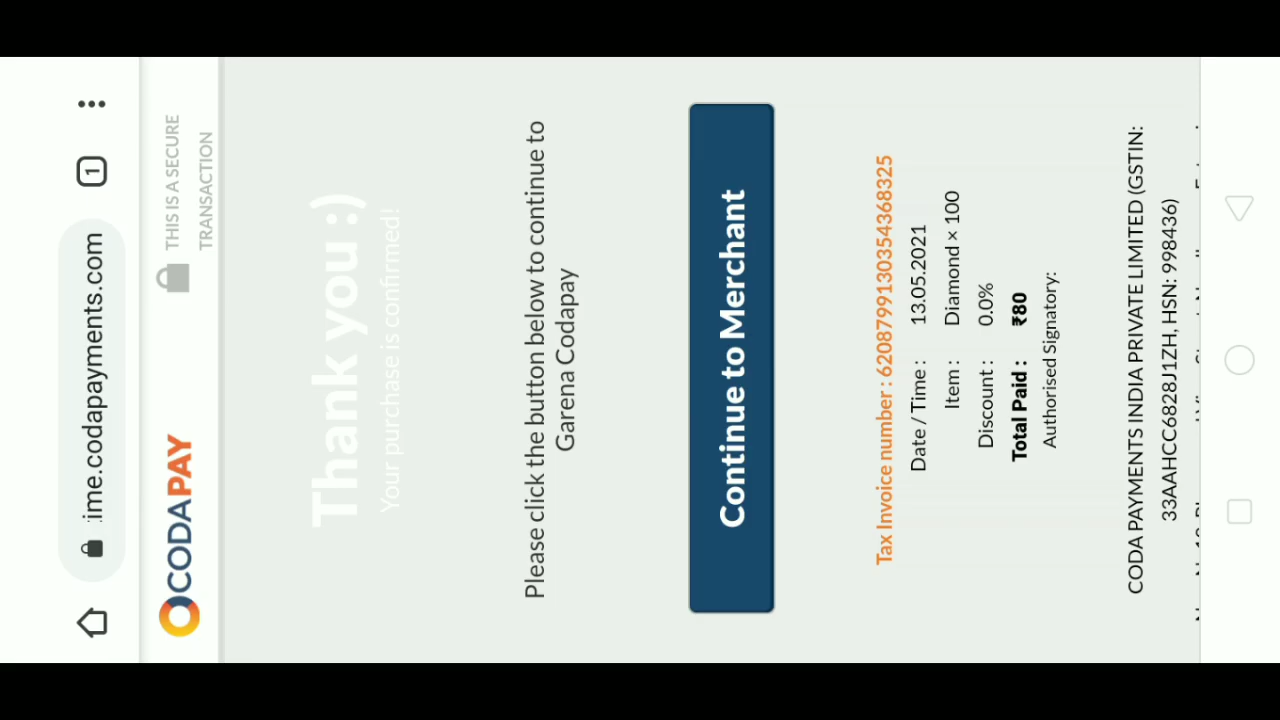 :ime.codapayments.com
1
CODAPAY
THIS IS A SECURE
TRANSACTION
Thank you :)
Your purchase is confirmed!
Please click the button below to continue to
Garena Codapay
Continue to Merchant
Tax Invoice number : 6208799130354368325
Date / Time : 13.05.2021
Item : Diamond × 100
Discount : 0.0%
Total Paid : ₹80
Authorised Signatory:
CODA PAYMENTS INDIA PRIVATE LIMITED (GSTIN:
33AAHCC6828J1ZH, HSN: 998436)